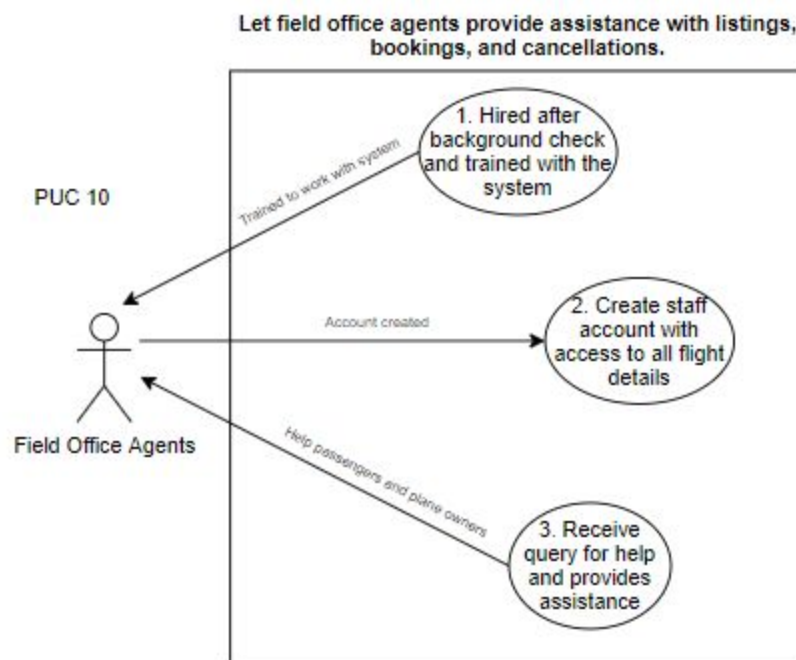 Let field office agents provide assistance with listings,
bookings, and cancellations.
1. Hired after
background check
and trained with the
system
Trained to work with system
PUC 10
2. Create staff
account with
access to all flight
details
Account created
Field Office Agents
Help passengers and plane owners
3. Receive
query for help
and provides
assistance